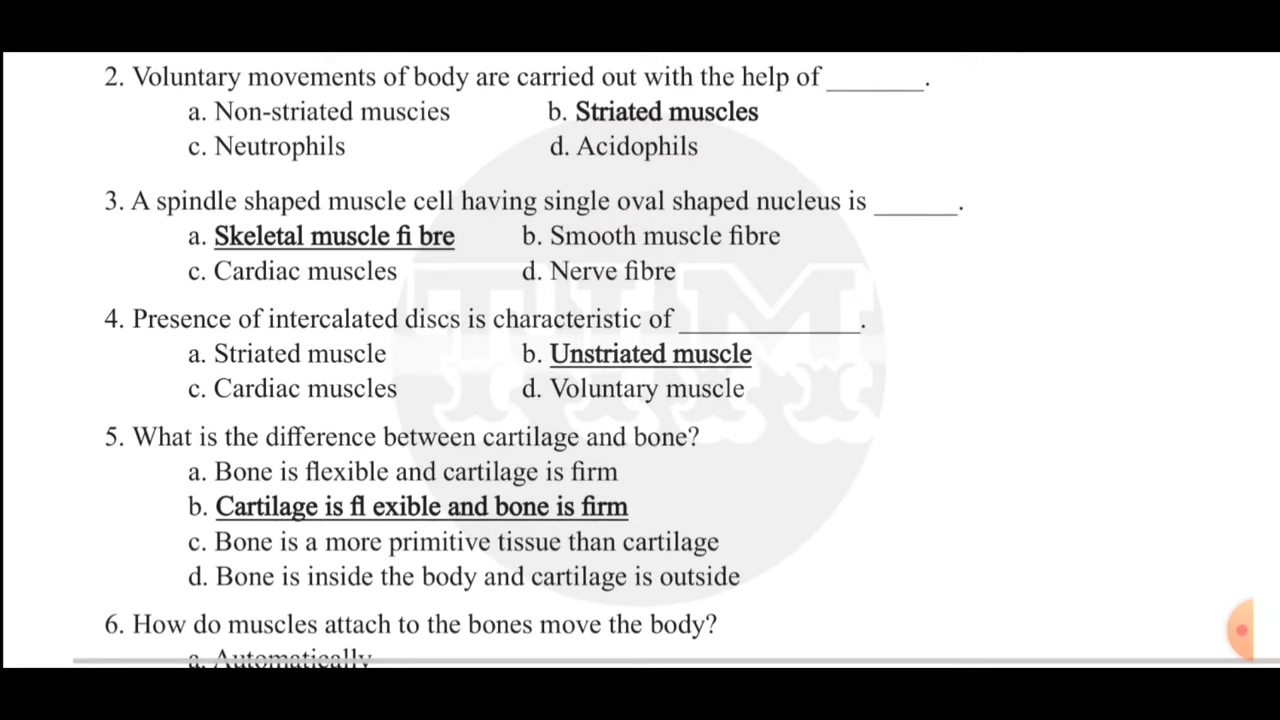 2. Voluntary movements of body are carried out with the help of _______.
a. Non-striated muscies b. Striated muscles
c. Neutrophils d. Acidophils
3. A spindle shaped muscle cell having single oval shaped nucleus is ______.
a. Skeletal muscle fi bre b. Smooth muscle fibre
c. Cardiac muscles d. Nerve fibre
4. Presence of intercalated discs is characteristic of _____________.
a. Striated muscle b. Unstriated muscle
c. Cardiac muscles d. Voluntary muscle
5. What is the difference between cartilage and bone?
a. Bone is flexible and cartilage is firm
b. Cartilage is fl exible and bone is firm
c. Bone is a more primitive tissue than cartilage
d. Bone is inside the body and cartilage is outside
6. How do muscles attach to the bones move the body?
a. Automatically